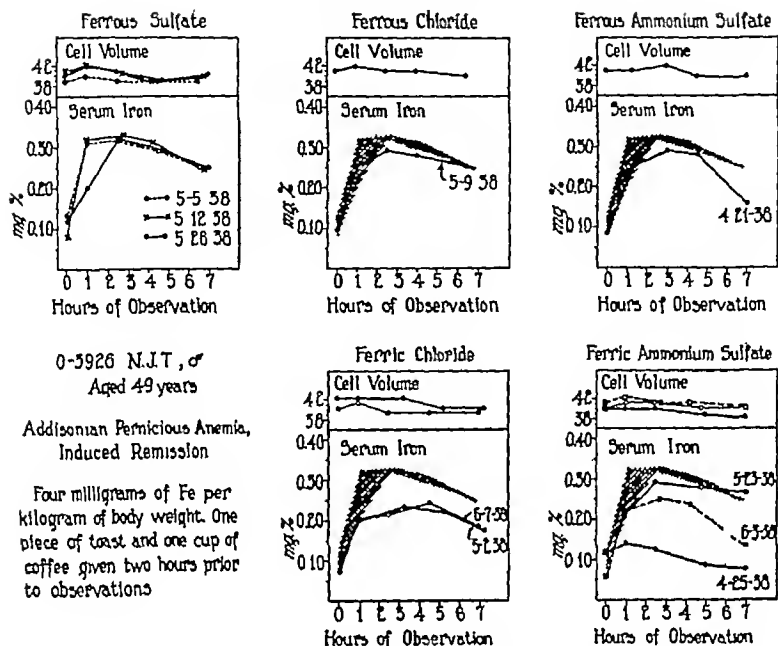 Ferrous Sulfate
Cell Volume
42
38
0.40
Serum Iron
0.30
0.20
0.10
mg %
5-5 38
5 12 38
5 26 38
0 1 2 3 4 5 6 7
Hours of Observation
Ferrous Chloride
Cell Volume
42
38
0.40
Serum Iron
0.30
0.20
0.10
mg %
5-9 38
0 1 2 3 4 5 6 7
Hours of Observation
Ferrous Ammonium Sulfate
Cell Volume
42
38
0.40
Serum Iron
0.30
0.20
0.10
mg %
4 21-38
0 1 2 3 4 5 6 7
Hours of Observation
0-3926 N.J.T, ♂
Aged 49 years
Addisonian Pernicious Anemia,
Induced Remission
Four milligrams of Fe per
kilogram of body weight. One
piece of toast and one cup of
coffee given two hours prior
to observations
Ferric Chloride
Cell Volume
42
38
0.40
Serum Iron
0.30
0.20
0.10
mg %
6-7-38
5-2 38
0 1 2 3 4 5 6 7
Hours of Observation
Ferric Ammonium Sulfate
Cell Volume
42
38
0.40
Serum Iron
0.30
0.20
0.10
mg %
5-23-38
6-3-38
4-25-38
0 1 2 3 4 5 6 7
Hours of Observation